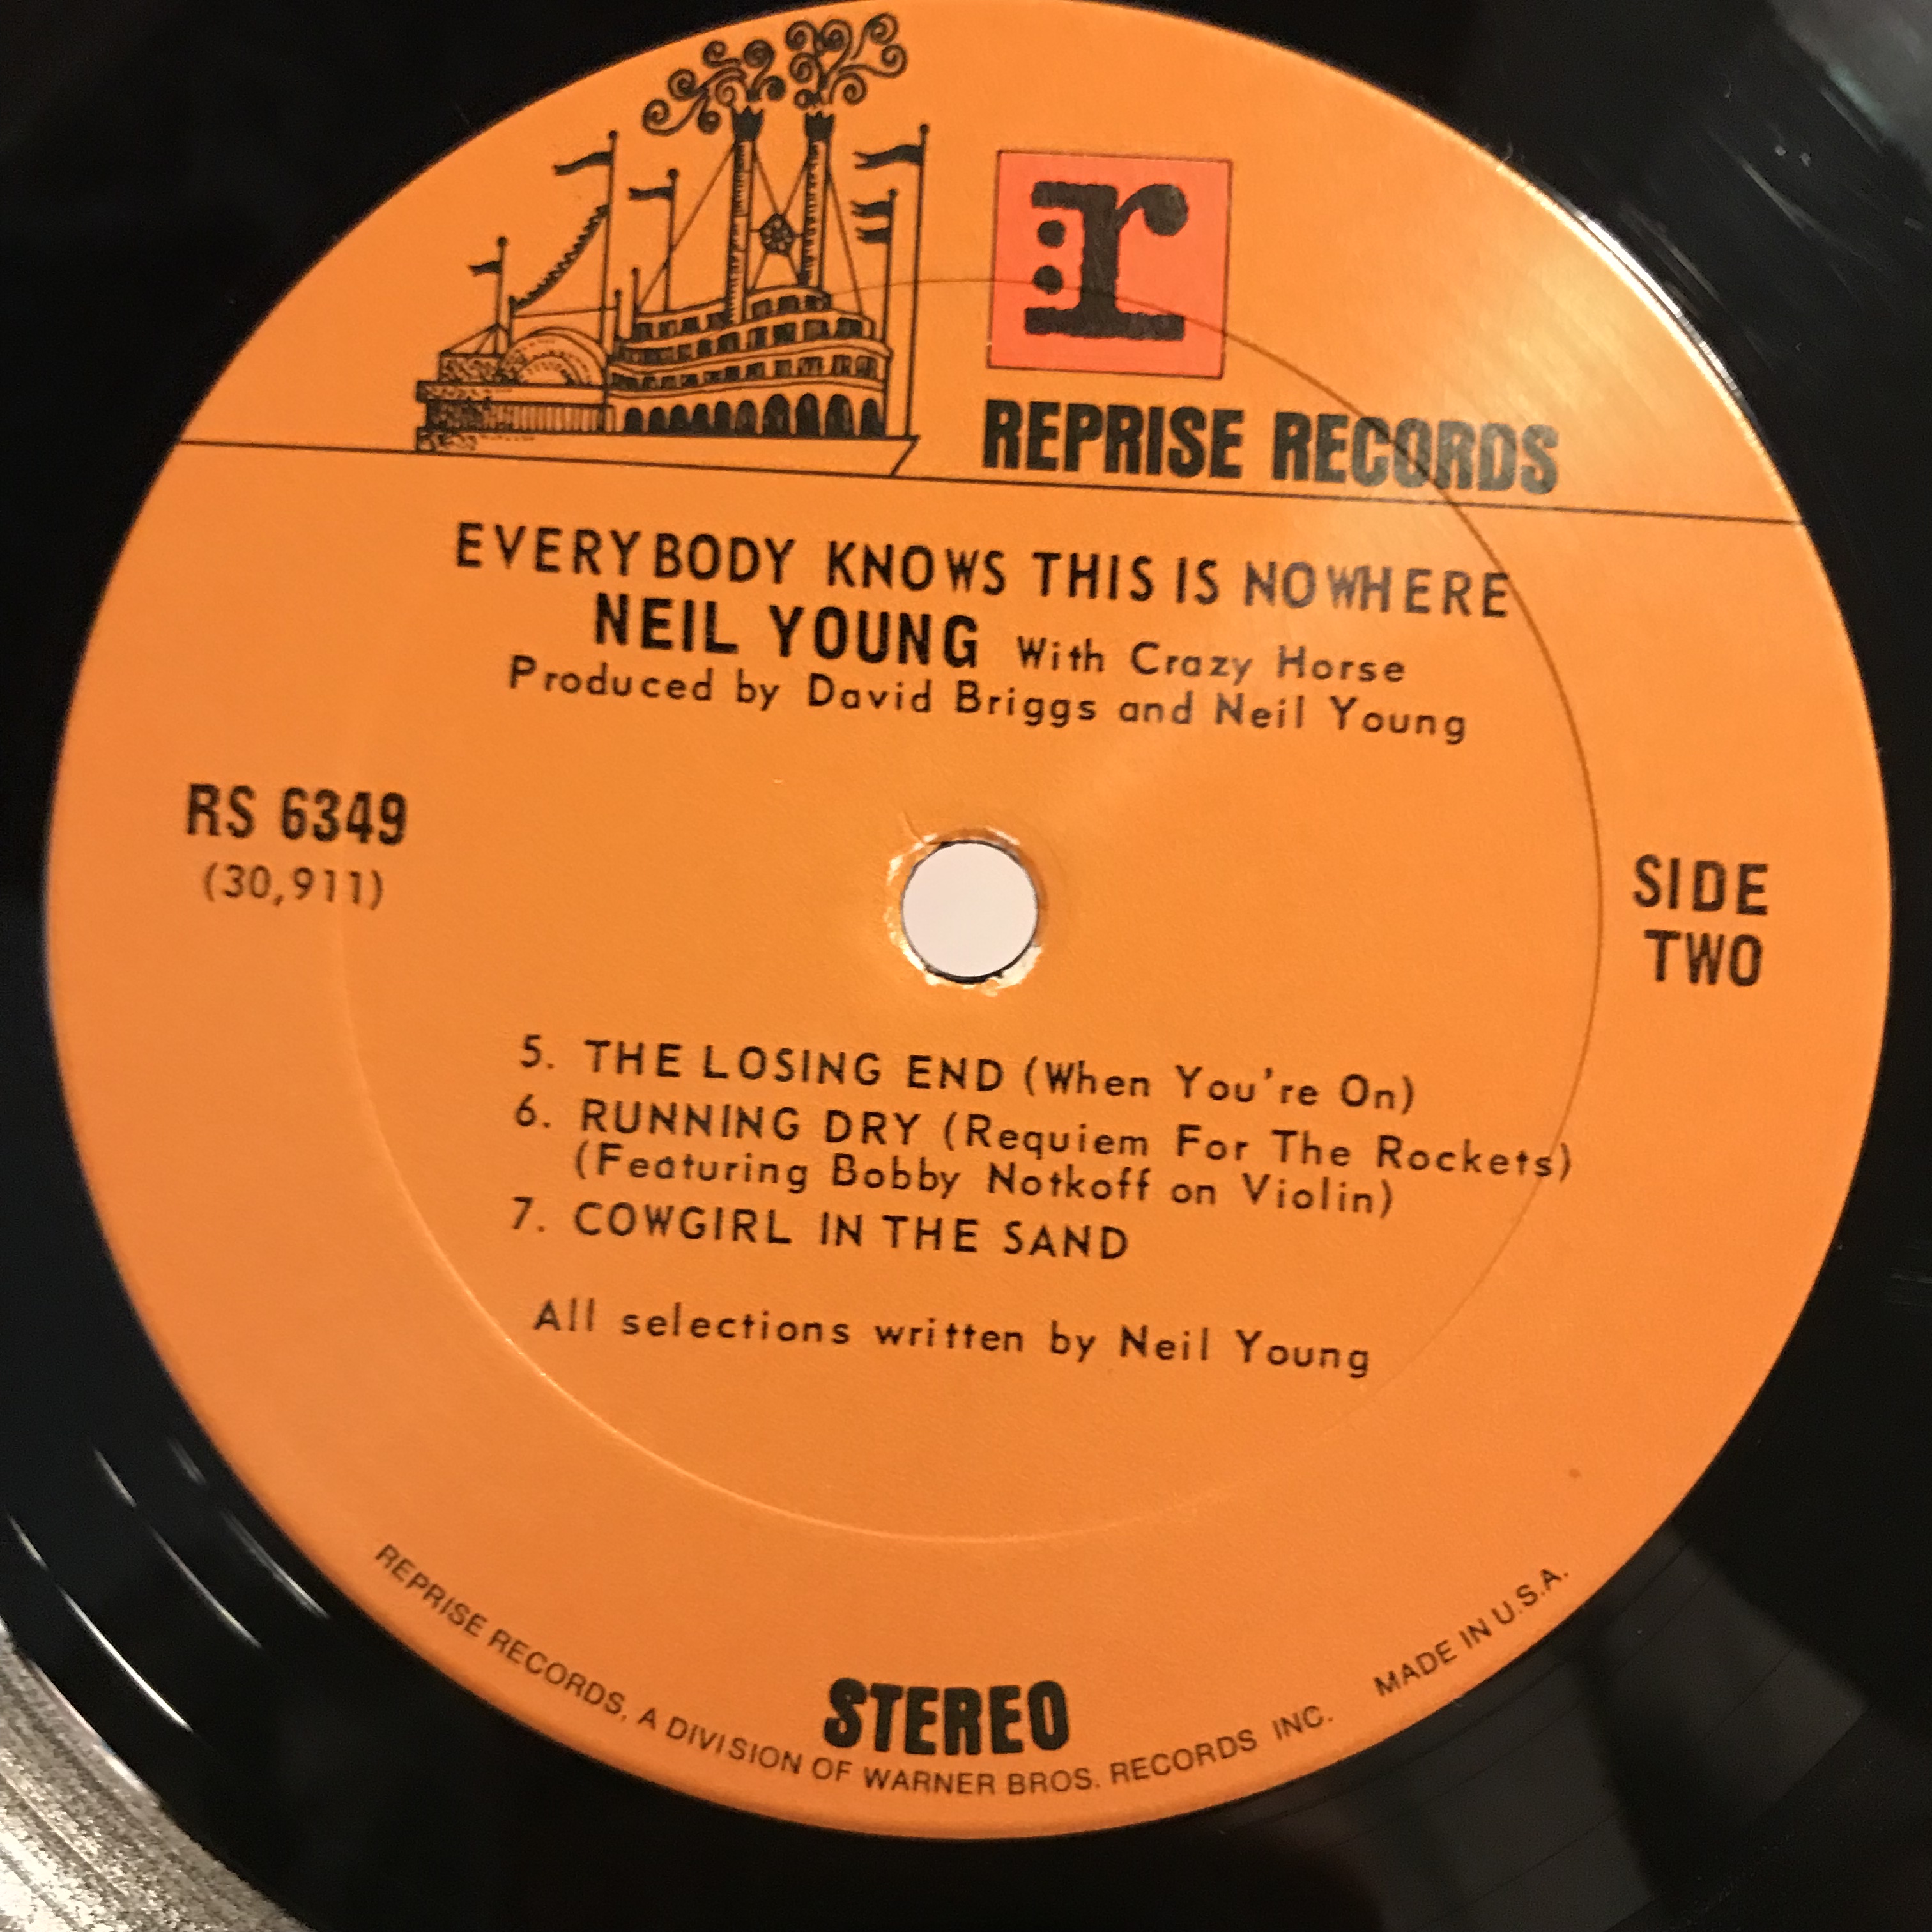 r:
REPRISE RECORDS
EVERYBODY KNOWS THIS IS NOWHERE
NEIL YOUNG With Crazy Horse
Produced by David Briggs and Neil Young
RS 6349
(30,911)
SIDE
TWO
5. THE LOSING END (When You're On)
6. RUNNING DRY (Requiem For The Rockets)
(Featuring Bobby Notkoff on Violin)
7. COWGIRL IN THE SAND
All selections written by Neil Young
STEREO
REPRISE RECORDS, A DIVISION OF WARNER BROS. RECORDS INC. MADE IN U.S.A.